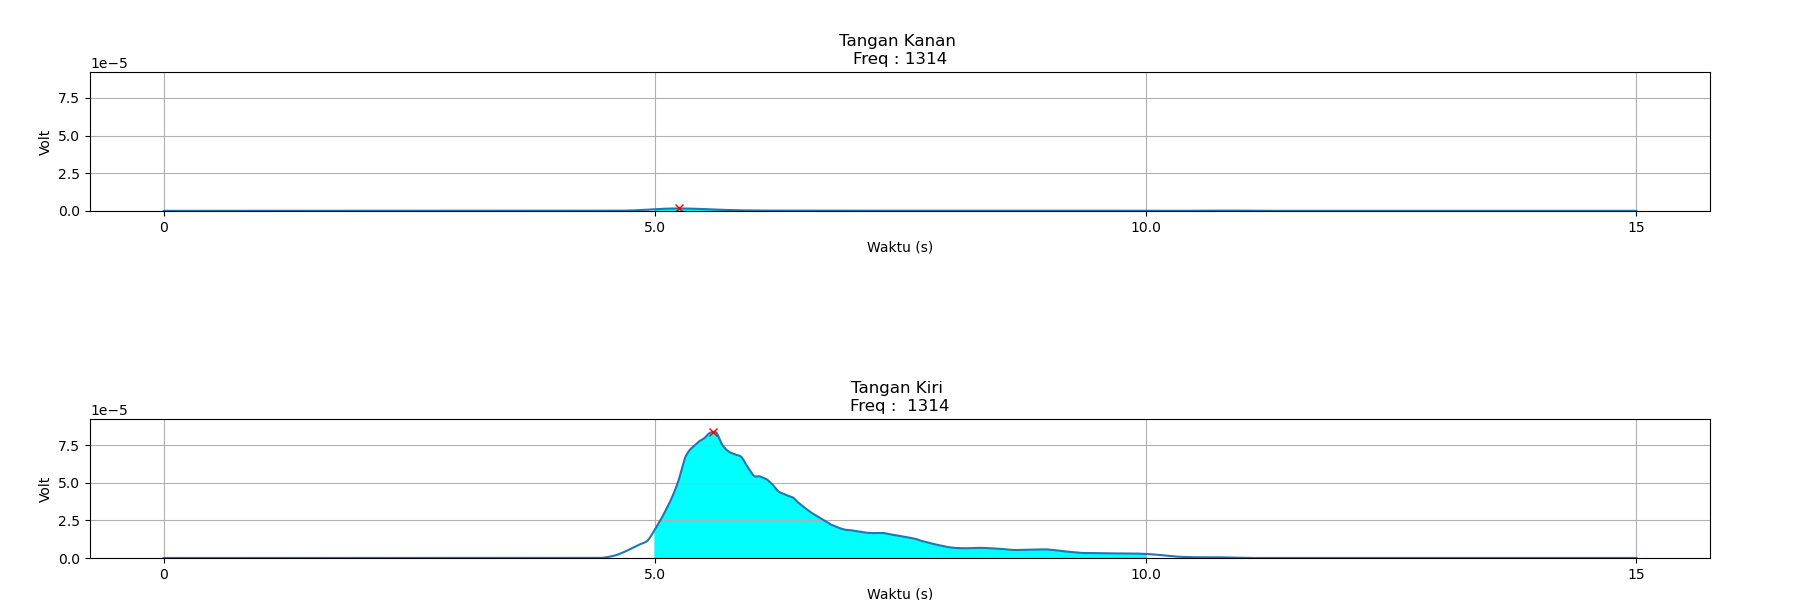 Tangan Kanan
Freq : 1314
1e−5
7.5
5.0
2.5
0.0
Volt
0 5.0 10.0 15
Waktu (s)
Tangan Kiri
Freq :  1314
1e−5
7.5
5.0
2.5
0.0
Volt
0 5.0 10.0 15
Waktu (s)